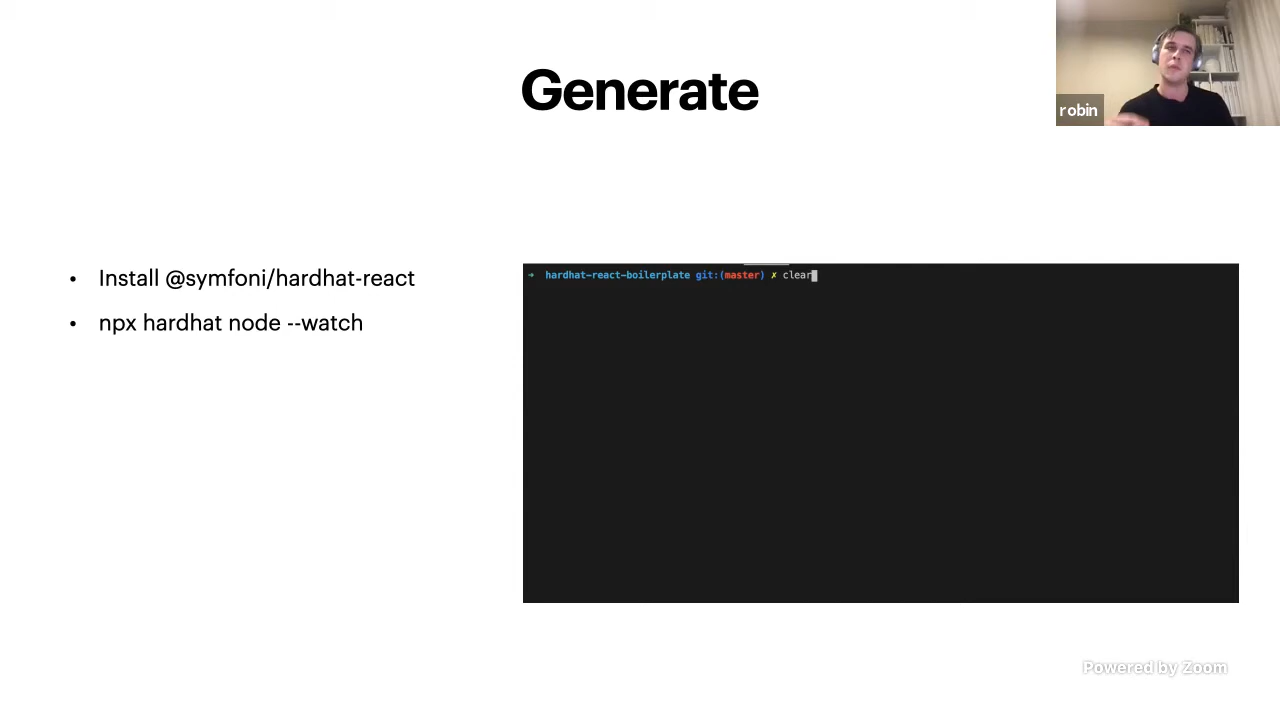 Generate
robin
• Install @symfoni/hardhat-react
• npx hardhat node --watch
➜ hardhat-react-boilerplate git:(master) ✗ clear
Powered by Zoom